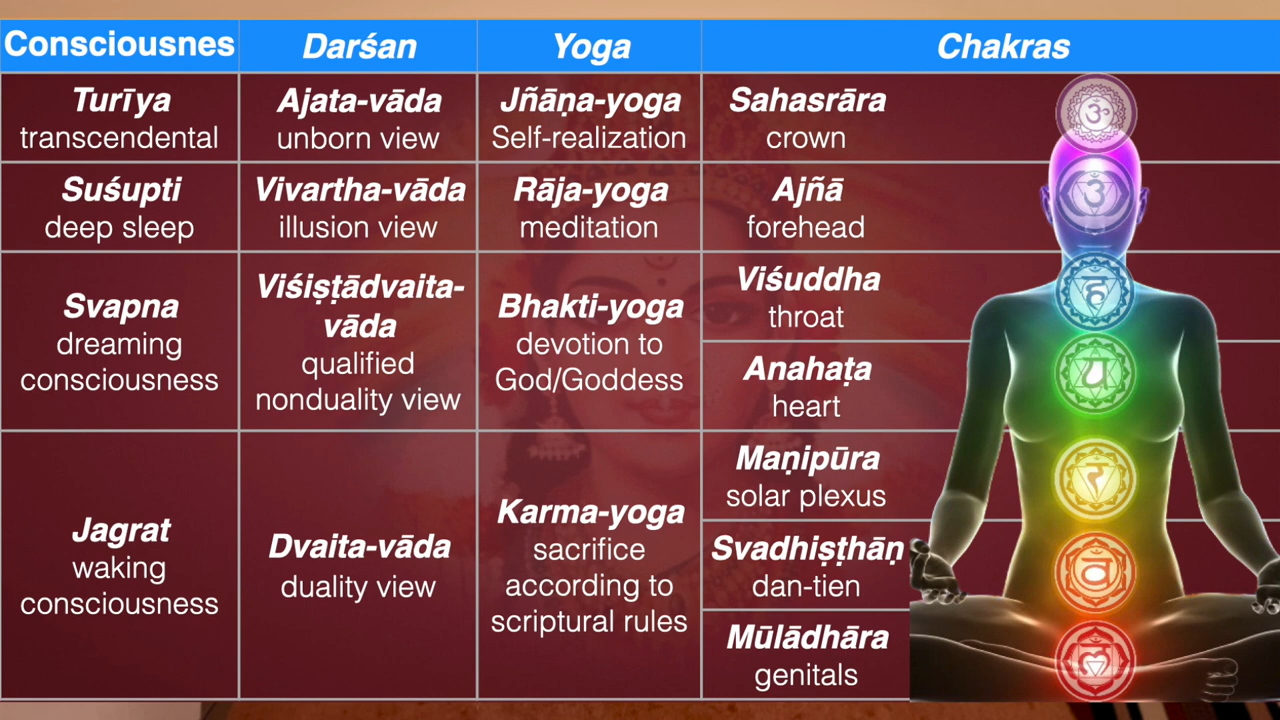 Consciousnes
Darśan
Yoga
Chakras
Turīya
transcendental
Ajata-vāda
unborn view
Jñāṇa-yoga
Self-realization
Sahasrāra
crown
Suśupti
deep sleep
Vivartha-vāda
illusion view
Rāja-yoga
meditation
Ajñā
forehead
Svapna
dreaming
consciousness
Viśiṣṭādvaita-
vāda
qualified
nonduality view
Bhakti-yoga
devotion to
God/Goddess
Viśuddha
throat
Anahaṭa
heart
Jagrat
waking
consciousness
Dvaita-vāda
duality view
Karma-yoga
sacrifice
according to
scriptural rules
Maṇipūra
solar plexus
Svadhiṣṭhāṇ
dan-tien
Mūlādhāra
genitals
ॐ
ॐ
हं
यं
रं
वं
लं